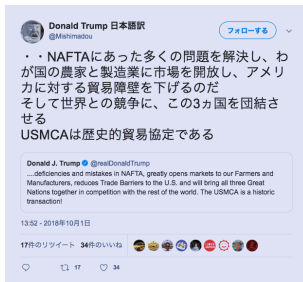 Donald Trump 日本語訳
@Mishimadou
フォローする
・・NAFTAにあった多くの問題を解決し、わ
が国の農家と製造業に市場を開放し、アメリ
カに対する貿易障壁を下げるのだ
そして世界との競争に、この3ヵ国を団結さ
せる
USMCAは歴史的貿易協定である
Donald J. Trump @realDonaldTrump
....deficiencies and mistakes in NAFTA, greatly opens markets to our Farmers and
Manufacturers, reduces Trade Barriers to the U.S. and will bring all three Great
Nations together in competition with the rest of the world. The USMCA is a historic
transaction!
13:52 - 2018年10月1日
17件のリツイート 34件のいいね
17 34